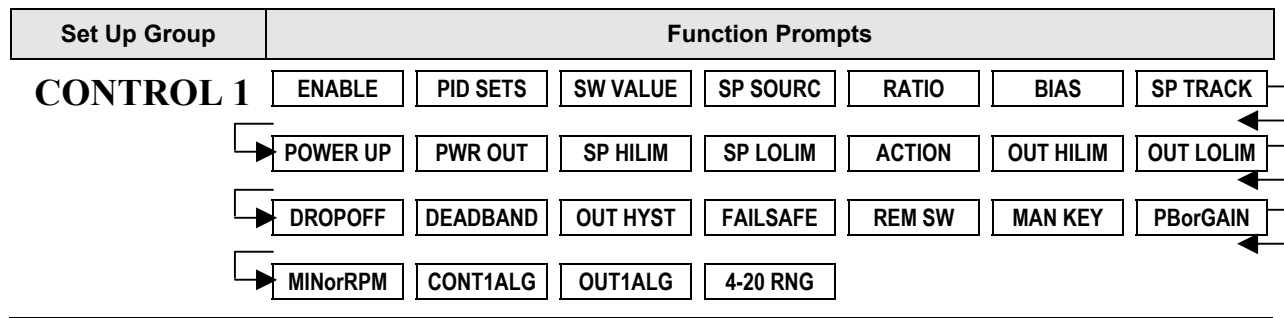 Set Up Group Function Prompts
CONTROL 1 ENABLE PID SETS SW VALUE SP SOURC RATIO BIAS SP TRACK
POWER UP PWR OUT SP HILIM SP LOLIM ACTION OUT HILIM OUT LOLIM
DROPOFF DEADBAND OUT HYST FAILSAFE REM SW MAN KEY PBorGAIN
MINorRPM CONT1ALG OUT1ALG 4-20 RNG